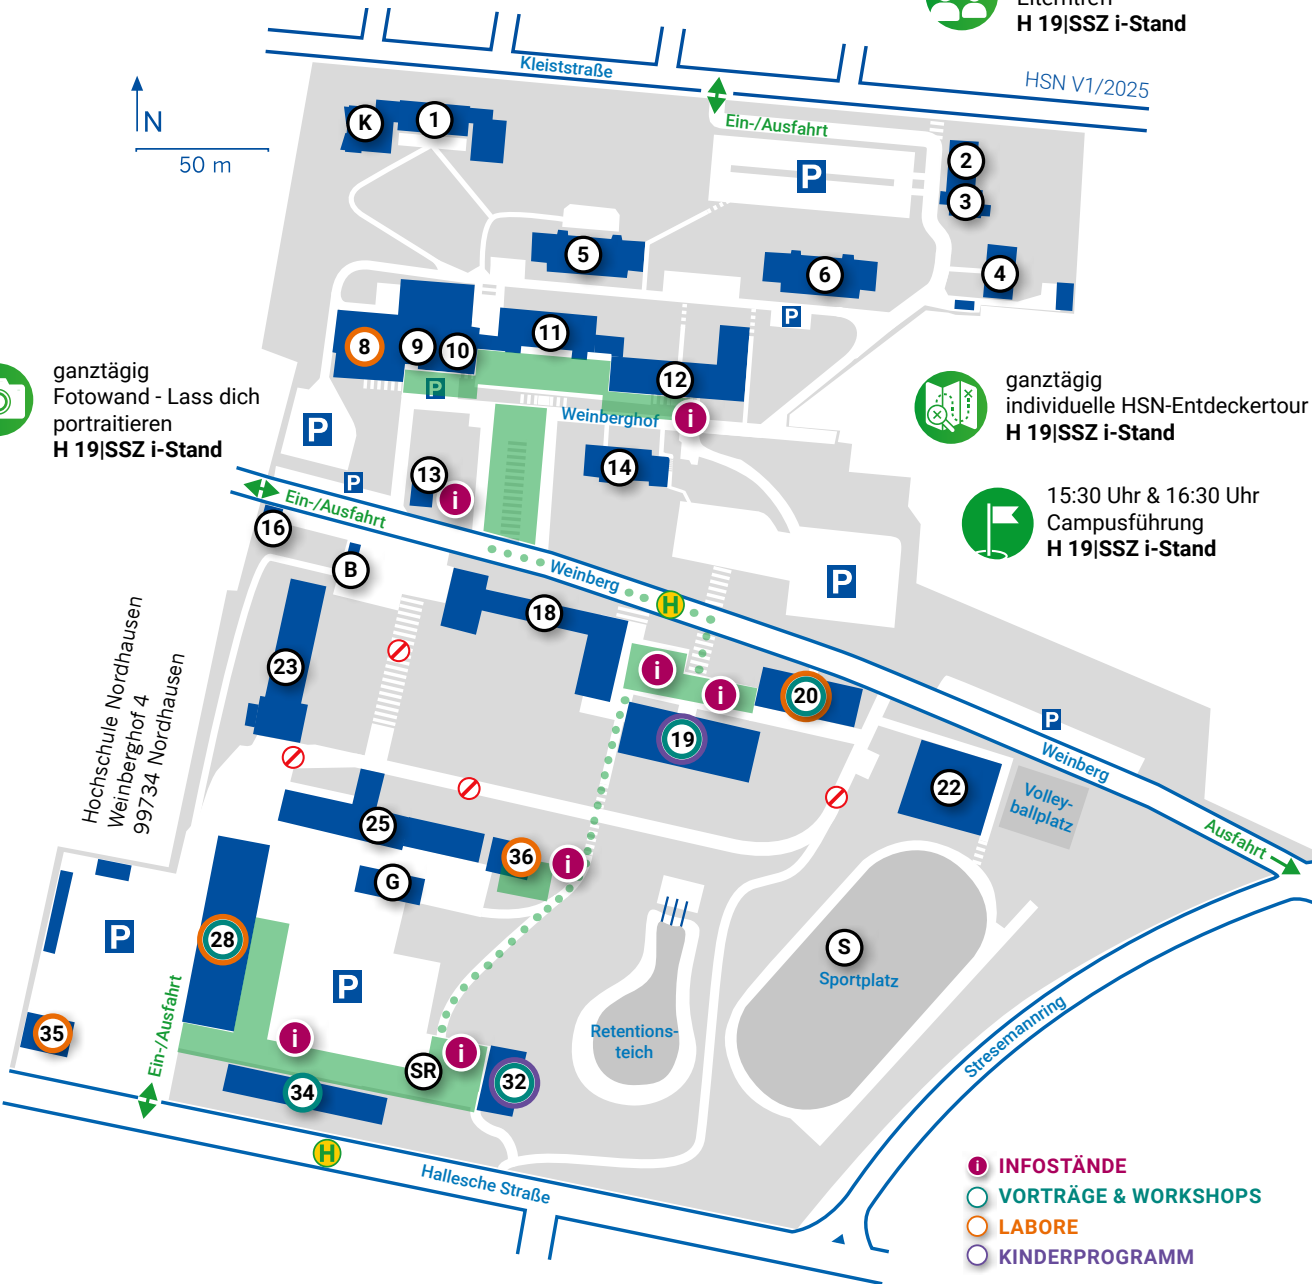 H 19|SSZ i-Stand
Kleiststraße
HSN V1/2025
N
50 m
Ein-/Ausfahrt
K
1
P
2
3
5
6
4
P
8
9
10
11
12
P
Weinberghof
i
ganztägig
Fotowand - Lass dich
portraitieren
H 19|SSZ i-Stand
ganztägig
individuelle HSN-Entdeckertour
H 19|SSZ i-Stand
P
P
13
i
14
15:30 Uhr & 16:30 Uhr
Campusführung
H 19|SSZ i-Stand
Ein-/Ausfahrt
16
B
Weinberg
H
P
18
23
i
i
20
19
P
Weinberg
22
Volley-
ballplatz
Ausfahrt
Hochschule Nordhausen
Weinberghof 4
99734 Nordhausen
25
36
i
G
P
28
P
S
Sportplatz
35
Ein-/Ausfahrt
i
SR
i
32
34
Retentions-
teich
Stresemannring
H
Hallesche Straße
i INFOSTÄNDE
VORTRÄGE & WORKSHOPS
LABORE
KINDERPROGRAMM